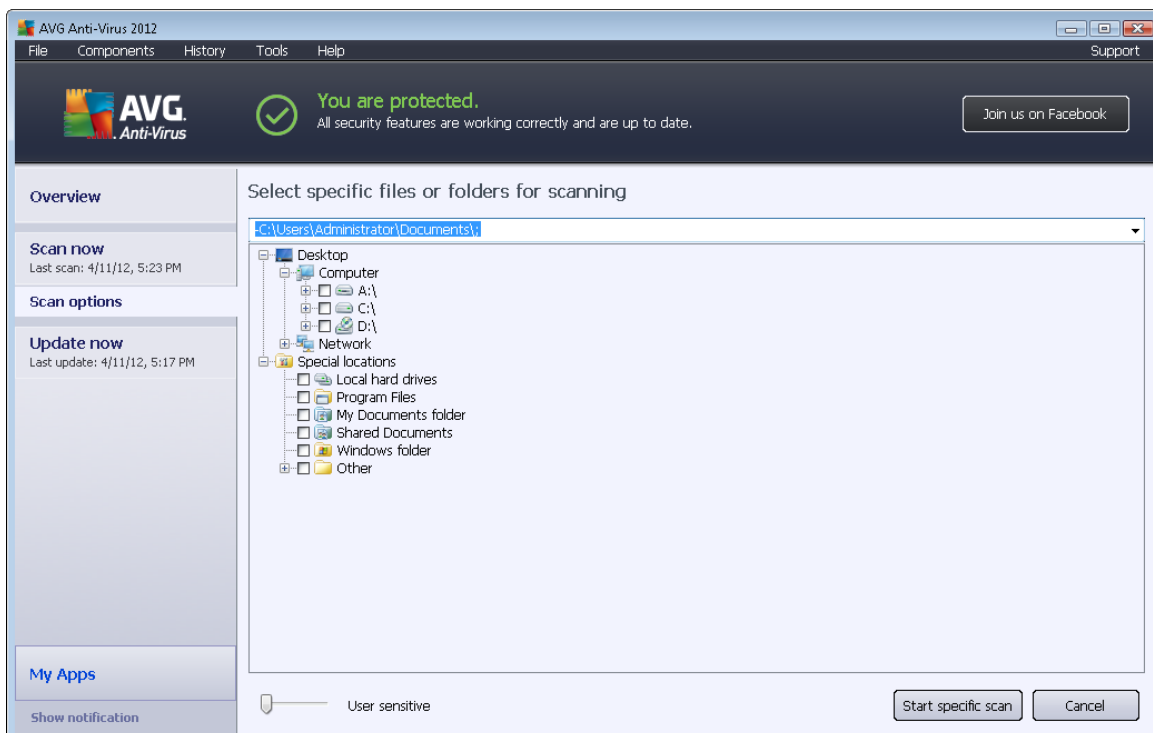 AVG Anti-Virus 2012
File Components History Tools Help Support
AVG.
Anti-Virus
You are protected.
All security features are working correctly and are up to date.
Join us on Facebook
Overview
Scan now
Last scan: 4/11/12, 5:23 PM
Scan options
Update now
Last update: 4/11/12, 5:17 PM
My Apps
Show notification
Select specific files or folders for scanning
-C:\Users\Administrator\Documents\;
Desktop
Computer
A:\
C:\
D:\
Network
Special locations
Local hard drives
Program Files
My Documents folder
Shared Documents
Windows folder
Other
User sensitive
Start specific scan
Cancel